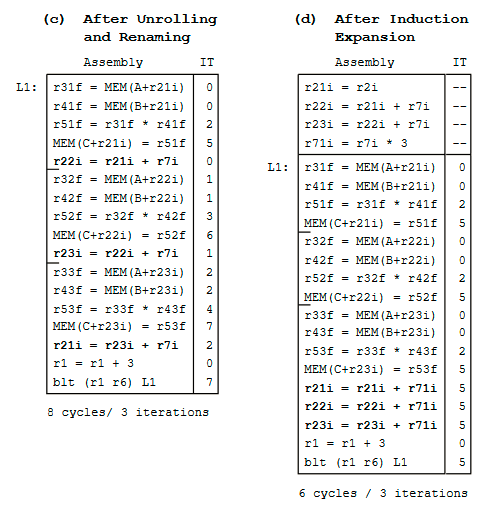 (c) After Unrolling
and Renaming
Assembly IT
L1: r31f = MEM(A+r21i) 0
r41f = MEM(B+r21i) 0
r51f = r31f * r41f 2
MEM(C+r21i) = r51f 5
r22i = r21i + r7i 0
r32f = MEM(A+r22i) 1
r42f = MEM(B+r22i) 1
r52f = r32f * r42f 3
MEM(C+r22i) = r52f 6
r23i = r22i + r7i 1
r33f = MEM(A+r23i) 2
r43f = MEM(B+r23i) 2
r53f = r33f * r43f 4
MEM(C+r23i) = r53f 7
r21i = r23i + r7i 2
r1 = r1 + 3 0
blt (r1 r6) L1 7
8 cycles/ 3 iterations
(d) After Induction
Expansion
Assembly IT
r21i = r2i --
r22i = r21i + r7i --
r23i = r22i + r7i --
r71i = r7i * 3 --
L1: r31f = MEM(A+r21i) 0
r41f = MEM(B+r21i) 0
r51f = r31f * r41f 2
MEM(C+r21i) = r51f 5
r32f = MEM(A+r22i) 0
r42f = MEM(B+r22i) 0
r52f = r32f * r42f 2
MEM(C+r22i) = r52f 5
r33f = MEM(A+r23i) 0
r43f = MEM(B+r23i) 0
r53f = r33f * r43f 2
MEM(C+r23i) = r53f 5
r21i = r21i + r71i 5
r22i = r22i + r71i 5
r23i = r23i + r71i 5
r1 = r1 + 3 0
blt (r1 r6) L1 5
6 cycles / 3 iterations